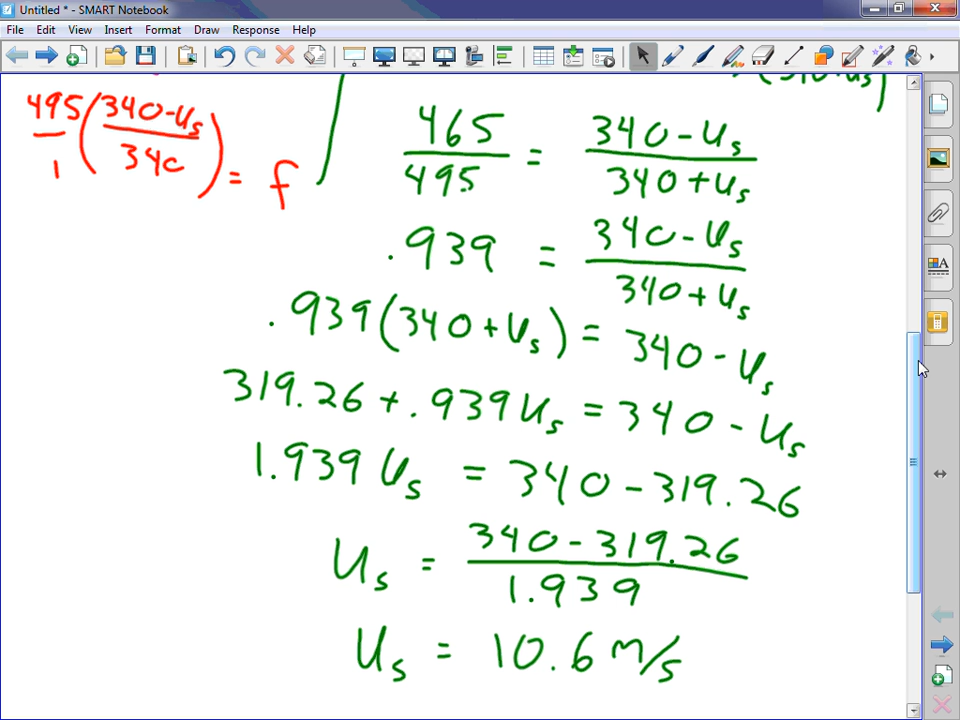 Untitled * - SMART Notebook
File Edit View Insert Format Draw Response Help
495/1 (340-Us/340) = f
465/495 = 340-Us/340+Us
.939 = 340-Us/340+Us
.939(340+Us) = 340-Us
319.26 + .939Us = 340-Us
1.939Us = 340-319.26
Us = 340-319.26/1.939
Us = 10.6 m/s